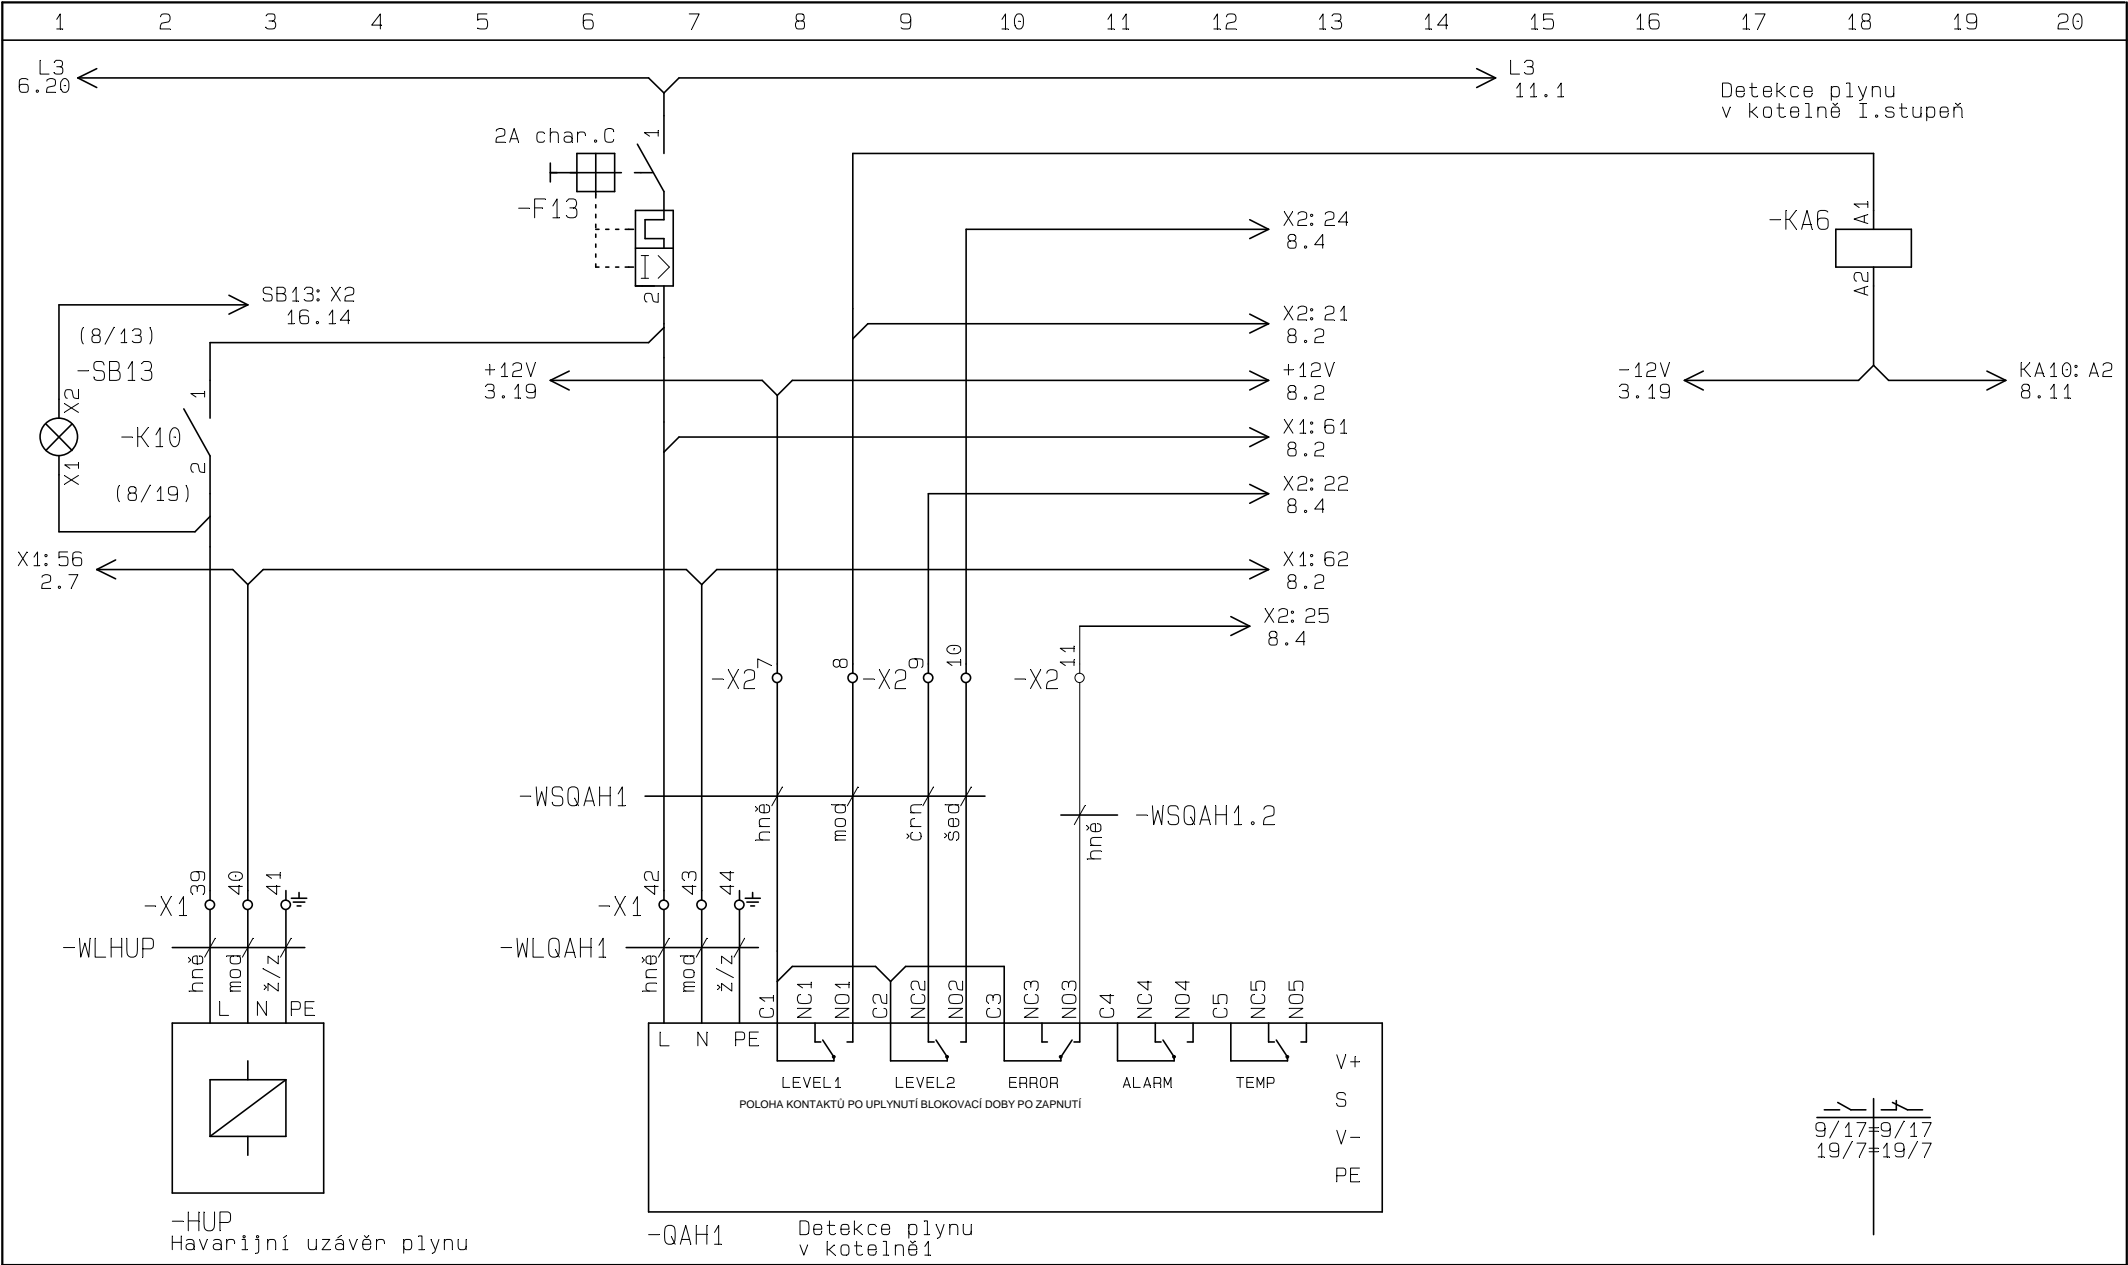 1 2 3 4 5 6 7 8 9 10 11 12 13 14 15 16 17 18 19 20
L3
6.20
L3
11.1
Detekce plynu
v kotelně I.stupeň
2A char.C
1
-F13
I>
2
A1
-KA6
A2
X2:24
8.4
SB13:X2
16.14
(8/13)
-SB13
X2
X1
X2:21
8.2
+12V
3.19
+12V
8.2
-12V
3.19
KA10:A2
8.11
1
-K10
2
(8/19)
X1:61
8.2
X2:22
8.4
X1:56
2.7
X1:62
8.2
X2:25
8.4
-X2
7
8
-X2
9
10
-X2
11
-WSQAH1
hně
mod
črn
šed
-WSQAH1.2
hně
-X1
39
40
41
-X1
42
43
44
-WLHUP
hně
mod
ž/z
-WLQAH1
hně
mod
ž/z
L N PE
C1 NC1 NO1 C2 NC2 NO2 C3 NC3 NO3 C4 NC4 NO4 C5 NC5 NO5
L N PE
LEVEL1 LEVEL2 ERROR ALARM TEMP
POLOHA KONTAKTŮ PO UPLYNUTÍ BLOKOVACÍ DOBY PO ZAPNUTÍ
V+
S
V-
PE
9/17=9/17
19/7=19/7
-HUP
Havarijní uzávěr plynu
-QAH1
Detekce plynu
v kotelně1